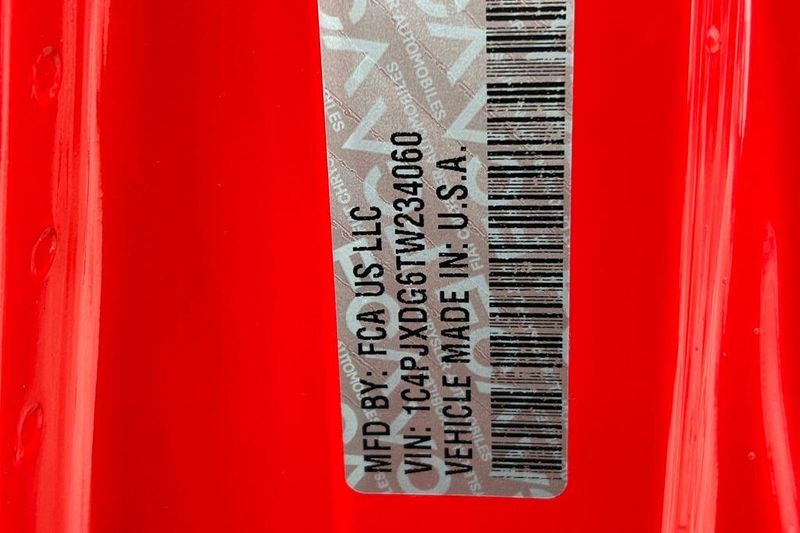 MFD BY: FCA US LLC
VIN: 1C4PJXDG6TW234060
VEHICLE MADE IN: U.S.A.